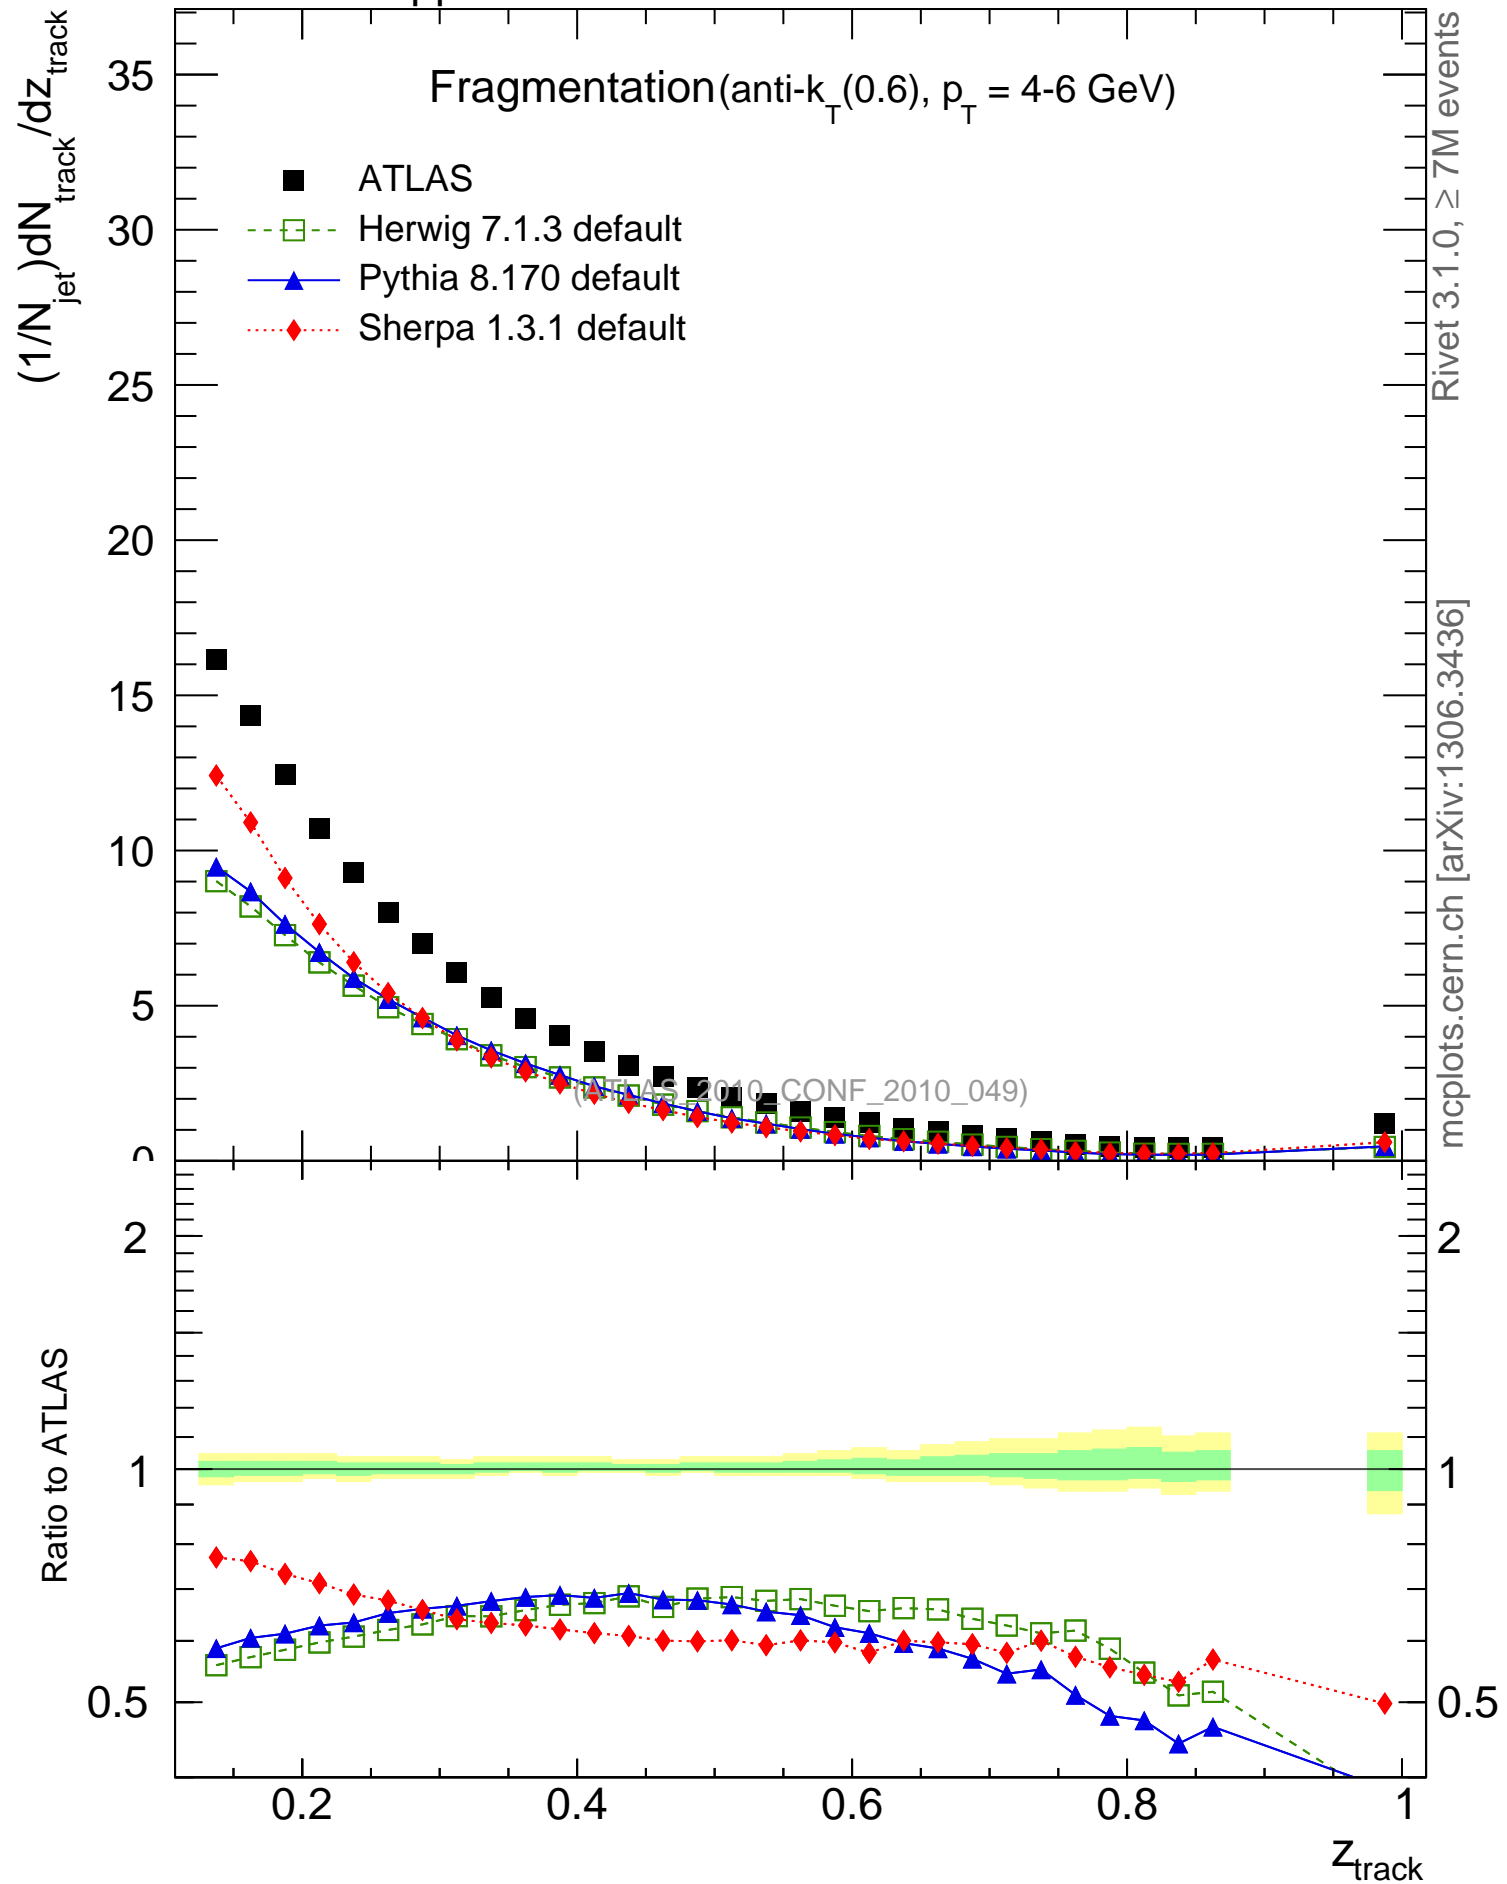 Fragmentation (anti-k_T(0.6), p_T = 4-6 GeV)
(1/N_jet)dN_track/dz_track
ATLAS
Herwig 7.1.3 default
Pythia 8.170 default
Sherpa 1.3.1 default
35
30
25
20
15
10
5
0
(ATLAS_2010_CONF_2010_049)
Rivet 3.1.0, ≥ 7M events
mcplots.cern.ch [arXiv:1306.3436]
Ratio to ATLAS
2
1
0.5
2
1
0.5
0.2
0.4
0.6
0.8
1
z_track